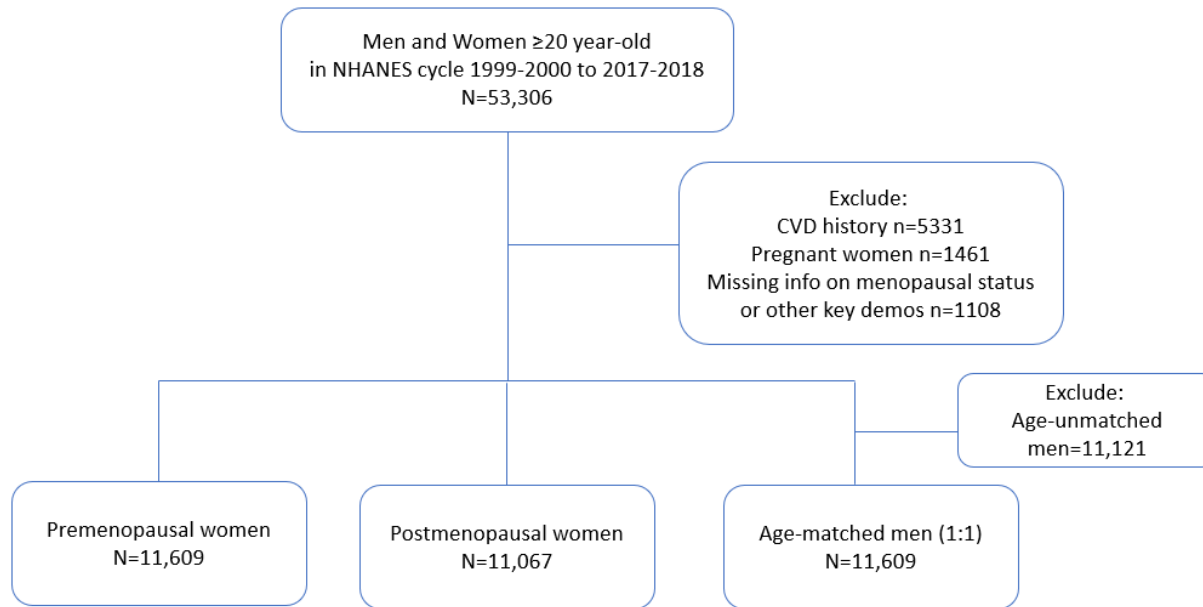 Men and Women ≥20 year-old
in NHANES cycle 1999-2000 to 2017-2018
N=53,306
Exclude:
CVD history n=5331
Pregnant women n=1461
Missing info on menopausal status
or other key demos n=1108
Exclude:
Age-unmatched
men=11,121
Premenopausal women
N=11,609
Postmenopausal women
N=11,067
Age-matched men (1:1)
N=11,609